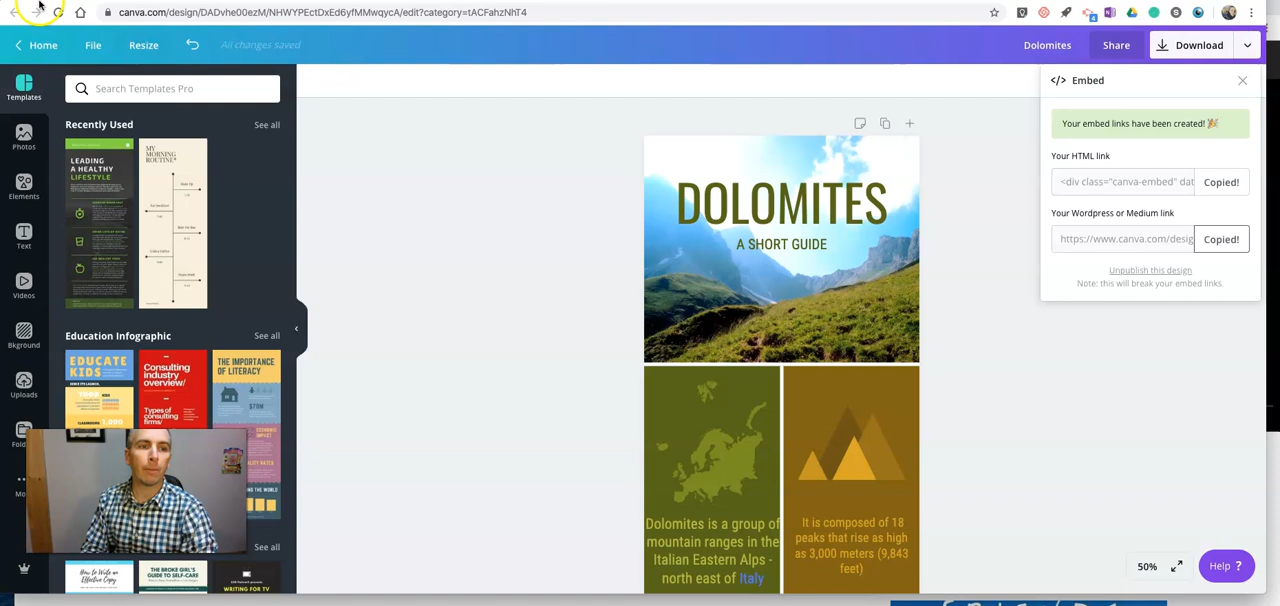 canva.com/design/DADvhe00ezM/NHWYPEctDxEd6yfMMwqycA/edit?category=tACFahzNhT4
Home File Resize All changes saved Dolomites Share Download
Templates
Photos
Elements
Text
Videos
Bkground
Uploads
Search Templates Pro
Recently Used See all
LEADING
A HEALTHY
LIFESTYLE
MY
MORNING
ROUTINE
Education Infographic See all
EDUCATE
KIDS
Consulting
industry
overview/
Types of
consulting
firms/
THE IMPORTANCE
OF LITERACY
See all
How to Write an
Effective Copy
THE BROKE GIRL'S
GUIDE TO SELF-CARE
WRITING FOR TV
DOLOMITES
A SHORT GUIDE
Dolomites is a group of
mountain ranges in the
Italian Eastern Alps -
north east of Italy
It is composed of 18
peaks that rise as high
as 3,000 meters (9,843
feet)
</> Embed
Your embed links have been created! 🎉
Your HTML link
<div class="canva-embed" dat Copied!
Your Wordpress or Medium link
https://www.canva.com/desig Copied!
Unpublish this design
Note: this will break your embed links.
50%
Help ?